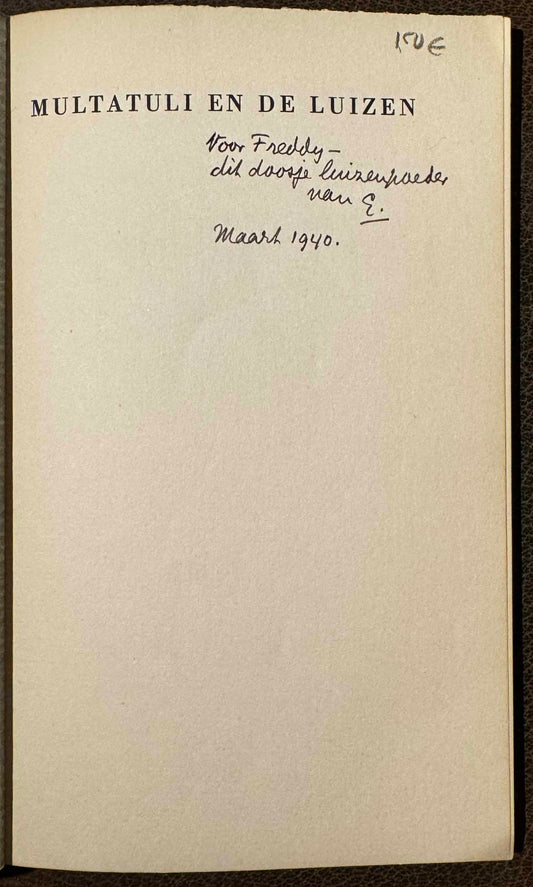 150 €
MULTATULI EN DE LUIZEN
Voor Freddy –
dit doosje luizenpoeder
van E.
Maart 1940.